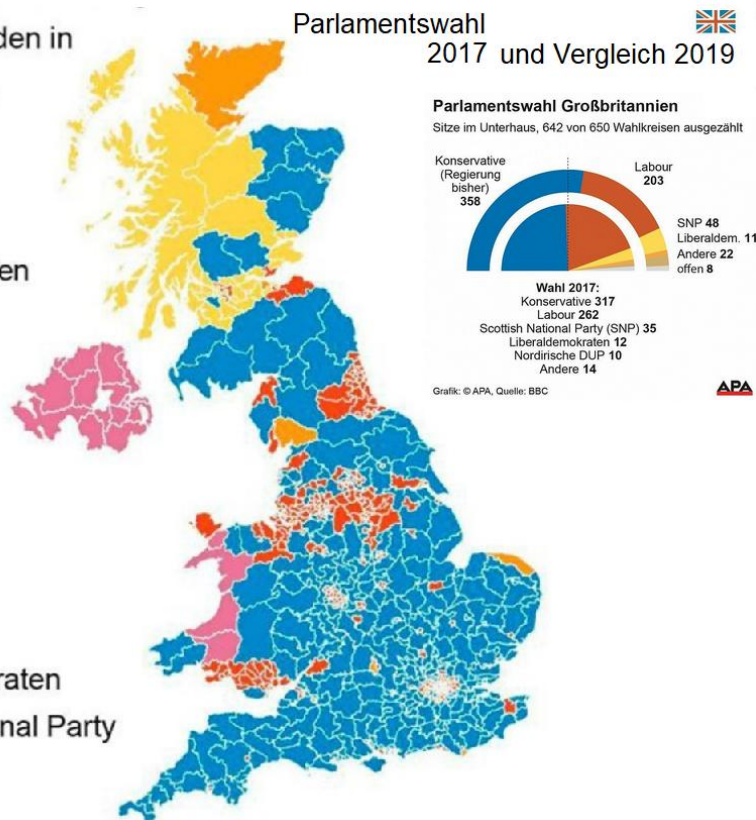 den in
Parlamentswahl
2017 und Vergleich 2019
Parlamentswahl Großbritannien
Sitze im Unterhaus, 642 von 650 Wahlkreisen ausgezählt
Konservative
(Regierung
bisher)
358
Labour
203
SNP 48
Liberaldem. 11
Andere 22
offen 8
Wahl 2017:
Konservative 317
Labour 262
Scottish National Party (SNP) 35
Liberaldemokraten 12
Nordirische DUP 10
Andere 14
Grafik: © APA, Quelle: BBC
APA
en
raten
nal Party